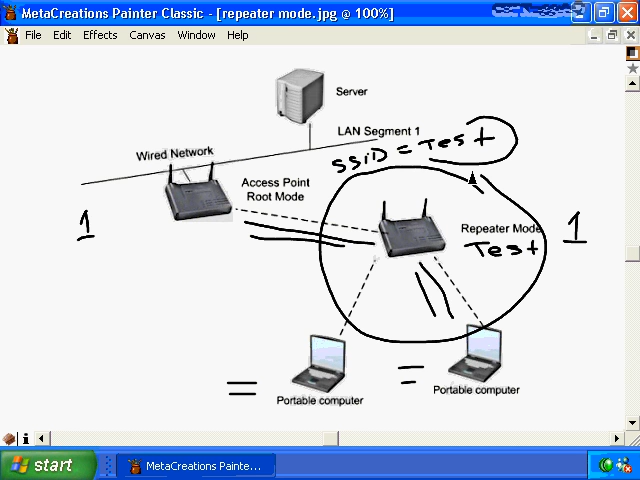 MetaCreations Painter Classic - [repeater mode.jpg @ 100%]
File Edit Effects Canvas Window Help
Server
LAN Segment 1
SSID = Test
Wired Network
Access Point
Root Mode
1
Repeater Mode
1
Test
=
=
Portable computer
Portable computer
start
MetaCreations Painte...